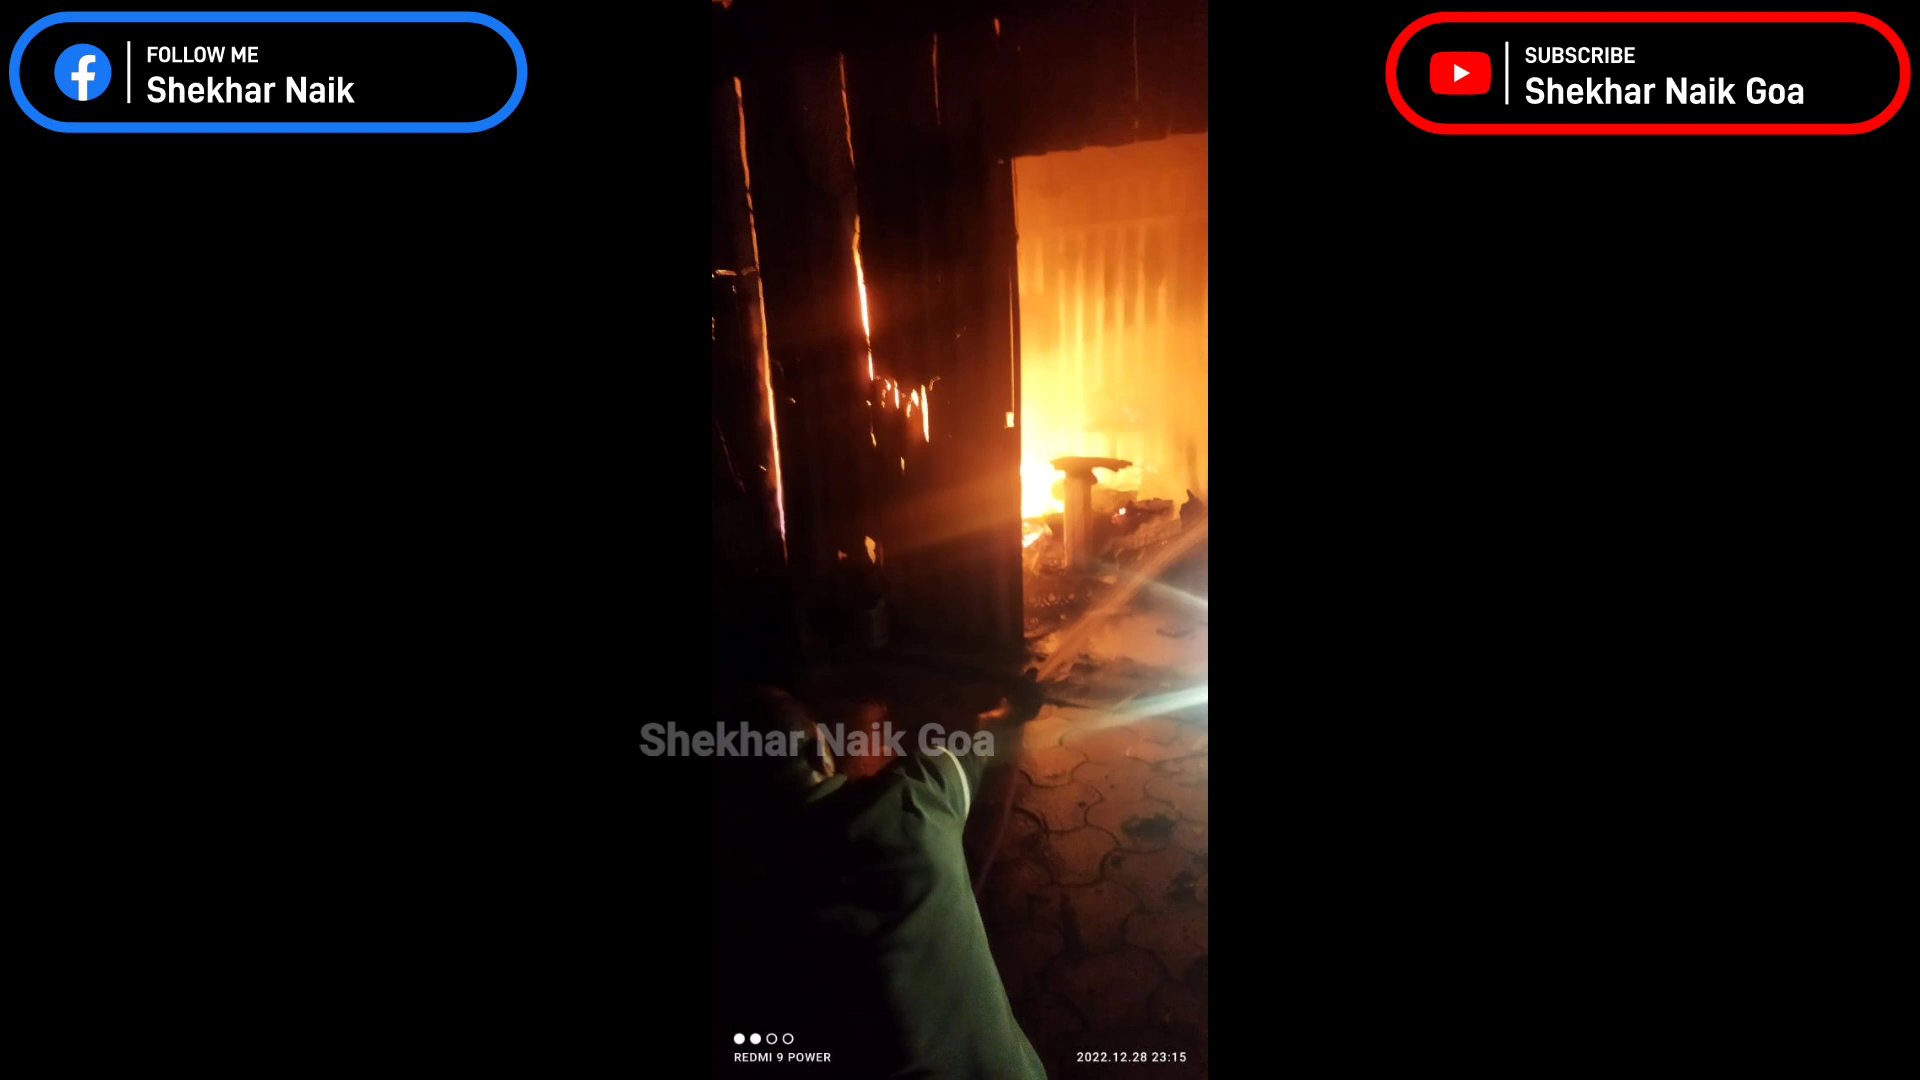 FOLLOW ME
Shekhar Naik
SUBSCRIBE
Shekhar Naik Goa
Shekhar Naik Goa
REDMI 9 POWER
2022.12.28 23:15